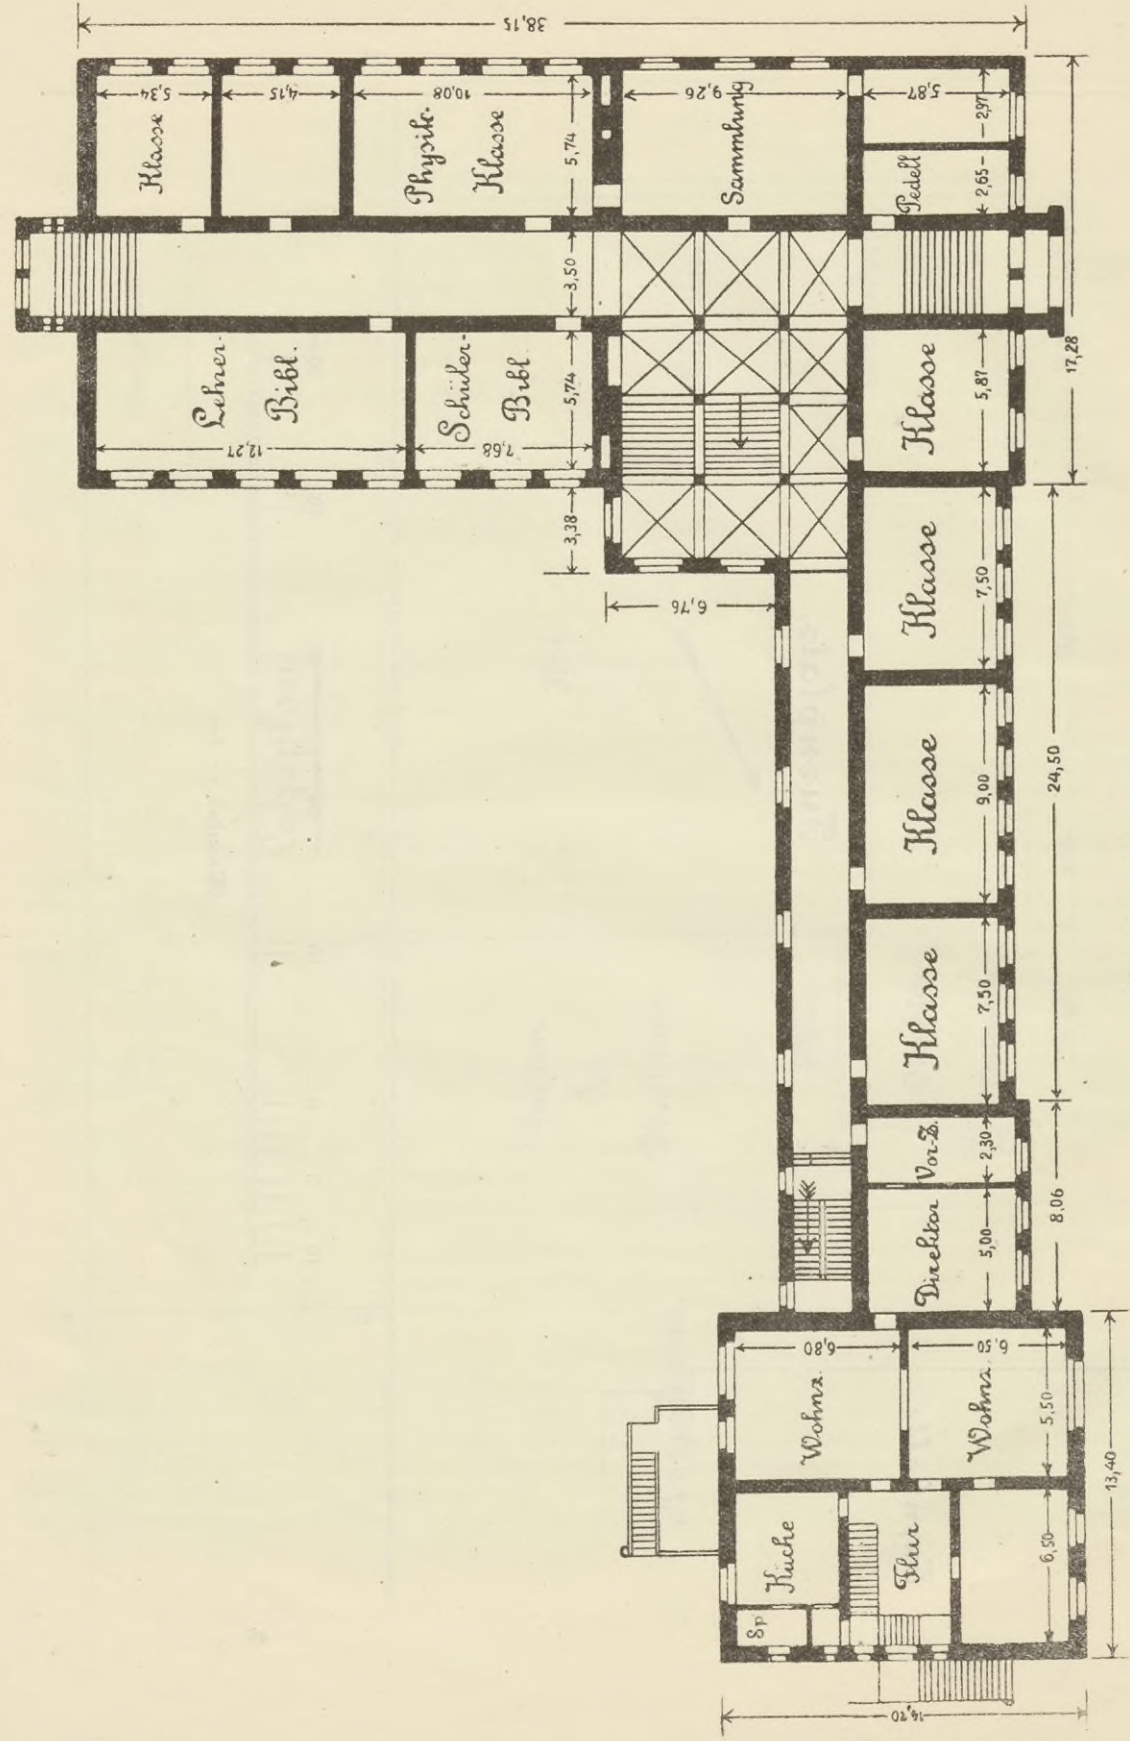 38,15
5,34
4,15
10,08
9,26
5,87
Klasse
Physik-
Klasse
5,74
Sammlung
2,97
Pedell
2,65
3,50
17,28
Lehrer-
Bibl.
12,27
Schüler-
Bibl.
7,68
5,74
Klasse
5,87
3,38
6,76
Klasse
7,50
Klasse
9,00
24,50
Klasse
7,50
Vor-Z.
2,30
Direktor
5,00
8,06
6,80
6,50
Wohnz.
Wohnz.
5,50
13,40
Küche
Flur
6,50
Sp
14,20